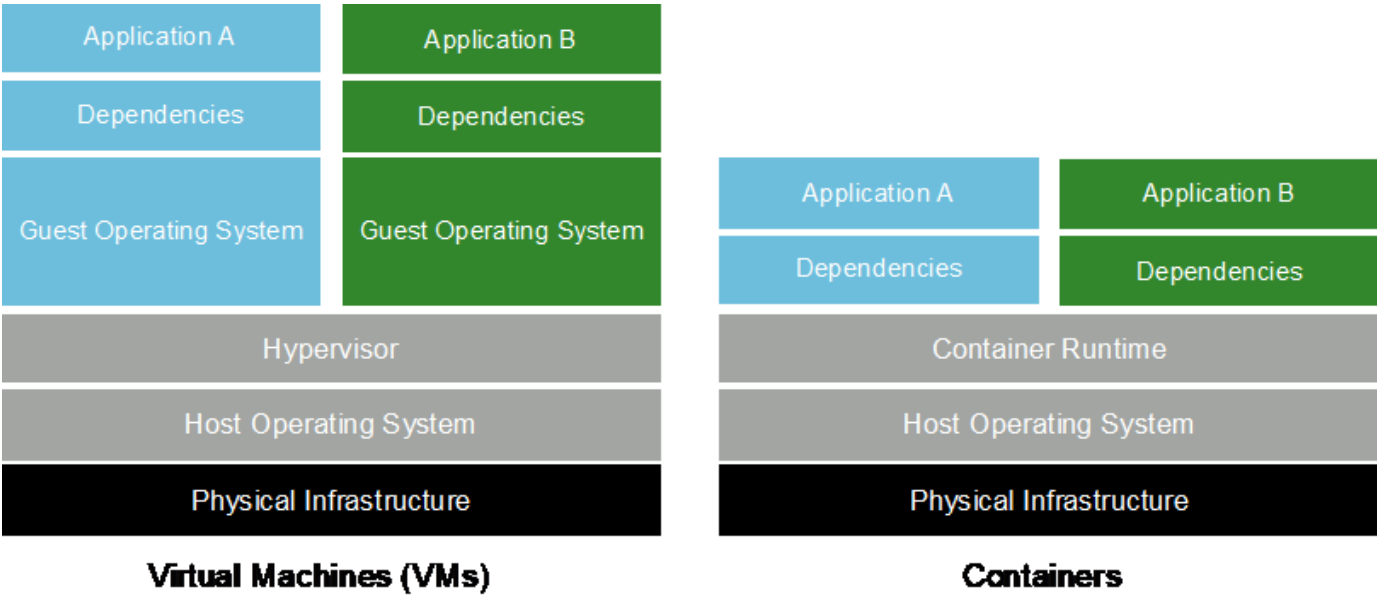 Application A
Application B
Dependencies
Dependencies
Guest Operating System
Guest Operating System
Hypervisor
Host Operating System
Physical Infrastructure
Virtual Machines (VMs)
Application A
Application B
Dependencies
Dependencies
Container Runtime
Host Operating System
Physical Infrastructure
Containers